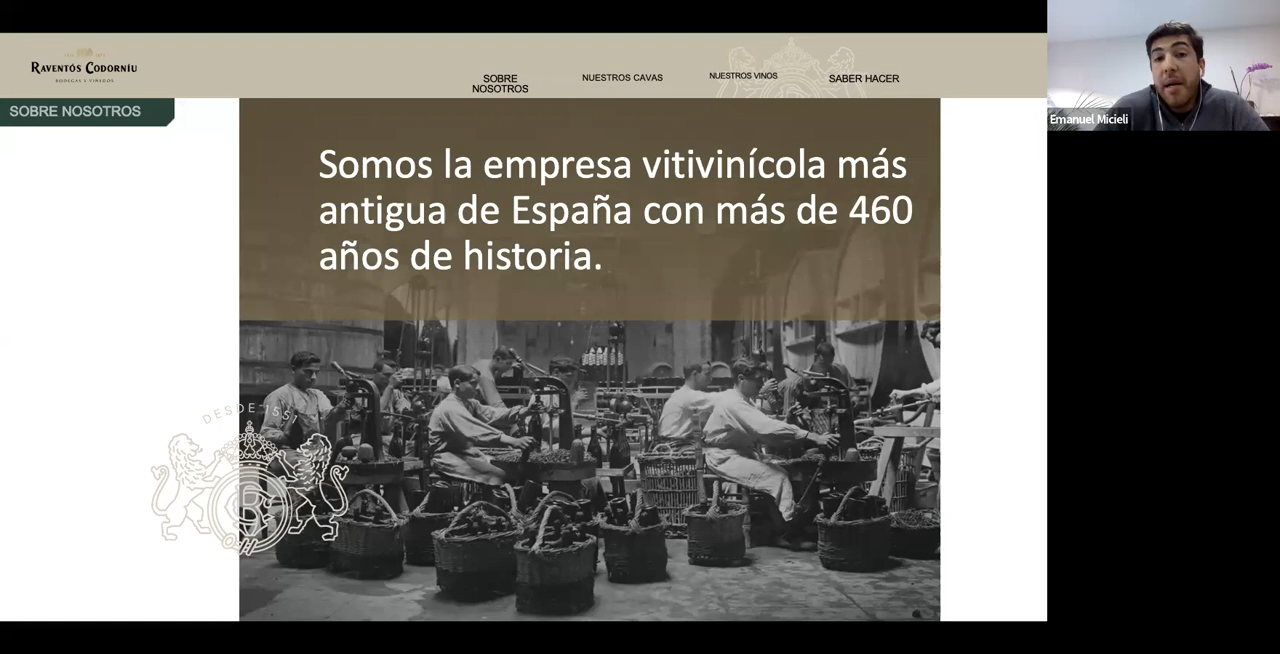 RAVENTÓS CODORNÍU
BODEGAS & VIÑEDOS
SOBRE
NOSOTROS
NUESTROS CAVAS
NUESTROS VINOS
SABER HACER
SOBRE NOSOTROS
Emanuel Micieli
Somos la empresa vitivinícola más
antigua de España con más de 460
años de historia.
DESDE 1551